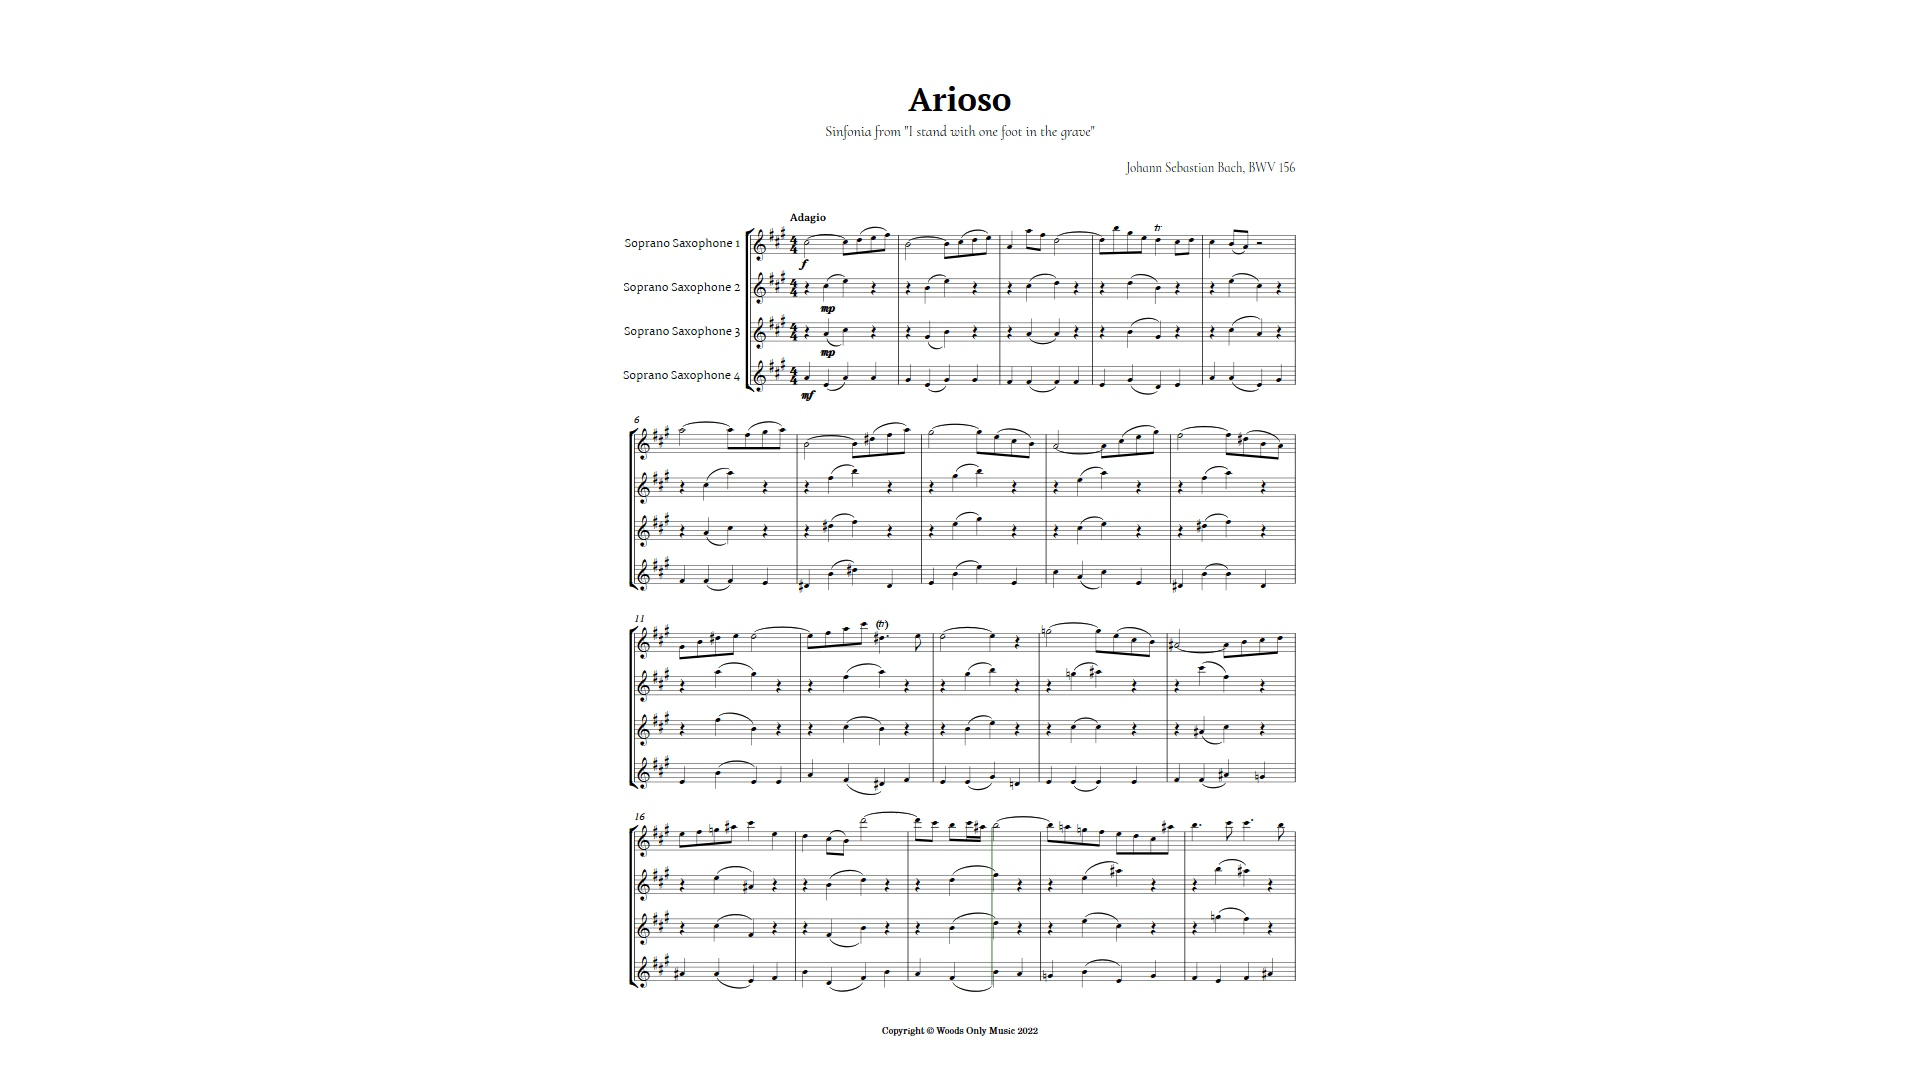 Arioso
Sinfonia from "I stand with one foot in the grave"
Johann Sebastian Bach, BWV 156
Adagio
Soprano Saxophone 1
f
Soprano Saxophone 2
mp
Soprano Saxophone 3
mp
Soprano Saxophone 4
mf
tr
6
11
(tr)
16
Copyright © Woods Only Music 2022